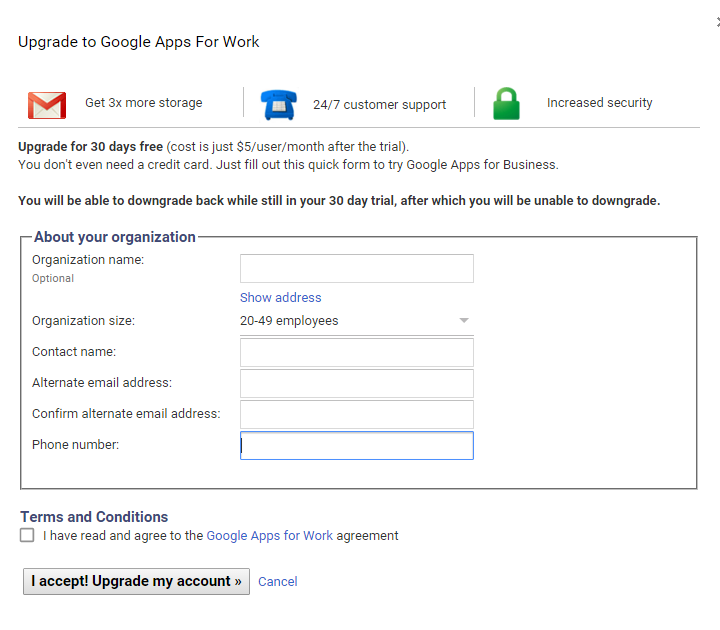 Upgrade to Google Apps For Work
Get 3x more storage
24/7 customer support
Increased security
Upgrade for 30 days free (cost is just $5/user/month after the trial).
You don't even need a credit card. Just fill out this quick form to try Google Apps for Business.
You will be able to downgrade back while still in your 30 day trial, after which you will be unable to downgrade.
About your organization
Organization name:
Optional
Show address
Organization size:
20-49 employees
Contact name:
Alternate email address:
Confirm alternate email address:
Phone number:
Terms and Conditions
I have read and agree to the Google Apps for Work agreement
I accept! Upgrade my account »
Cancel